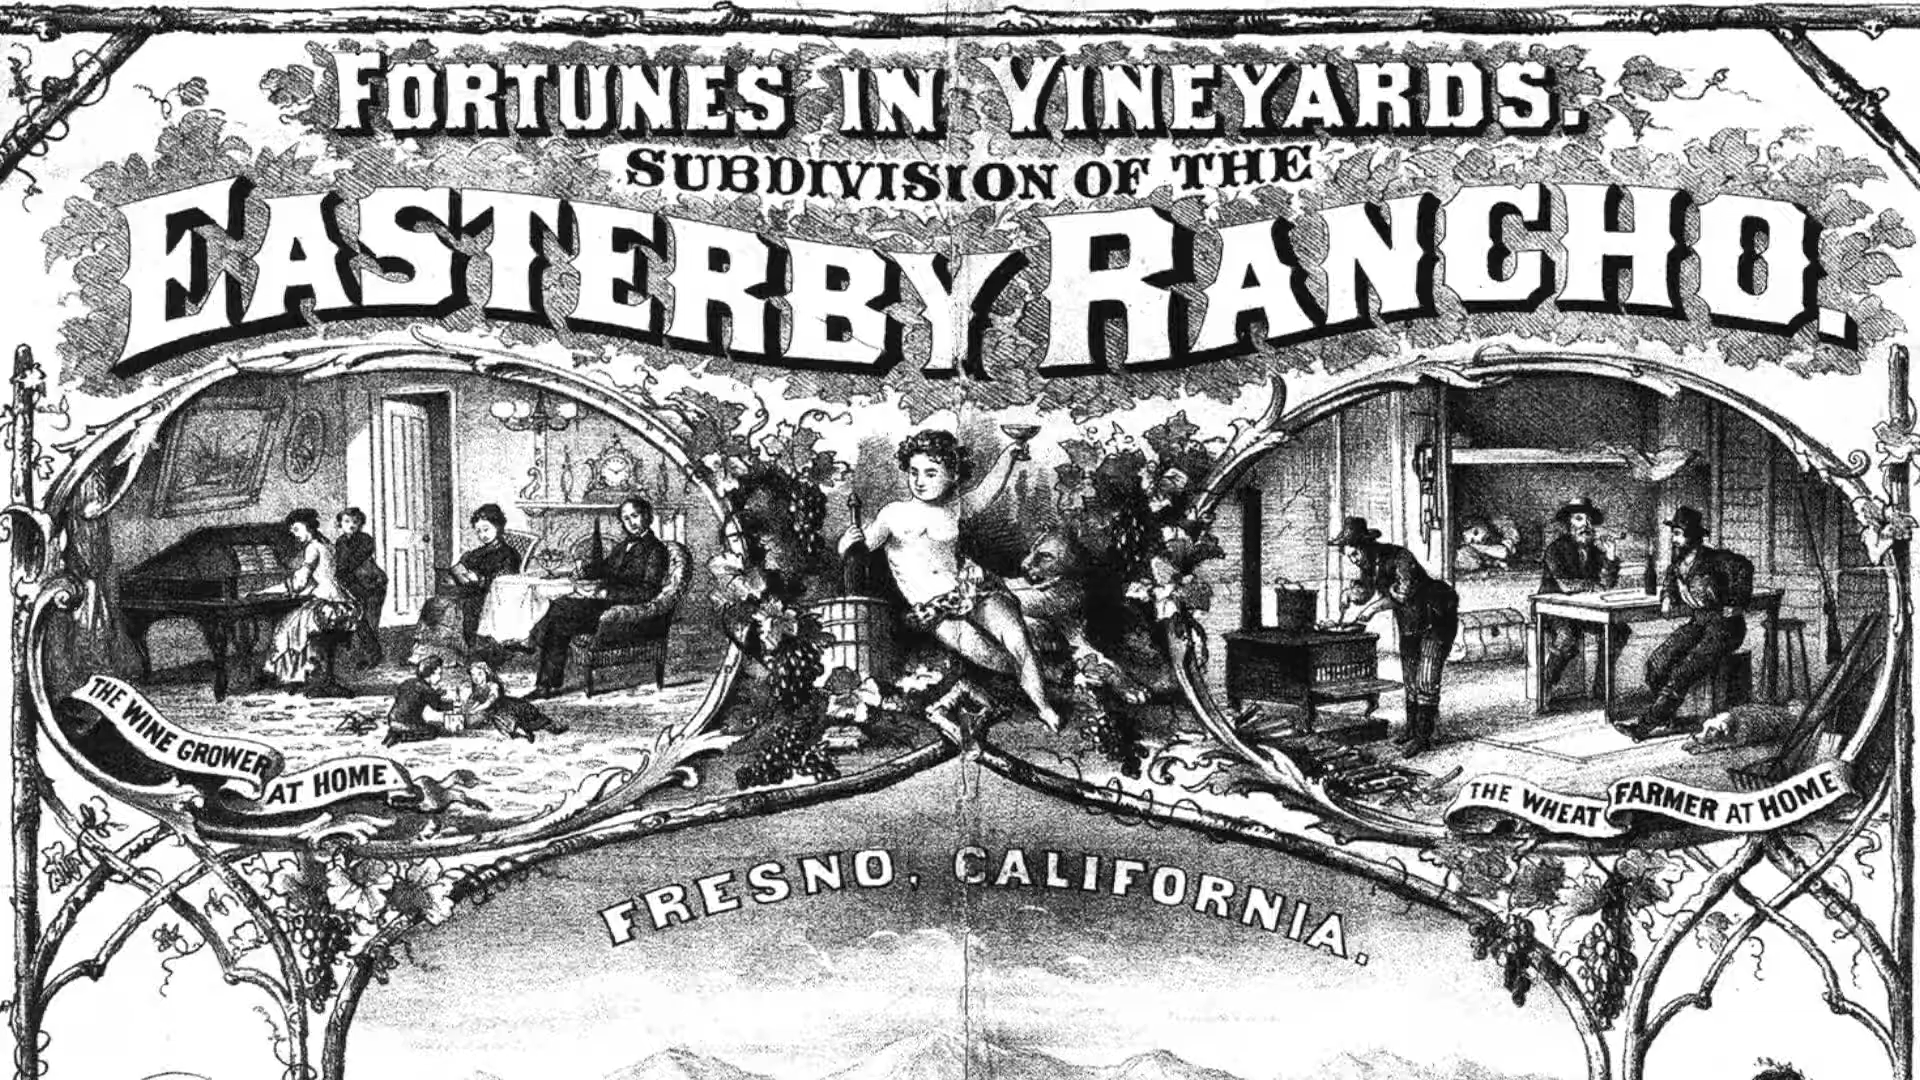 FORTUNES IN VINEYARDS.
SUBDIVISION OF THE
EASTERBY RANCHO.
THE WINE GROWER AT HOME.
THE WHEAT FARMER AT HOME
FRESNO, CALIFORNIA.